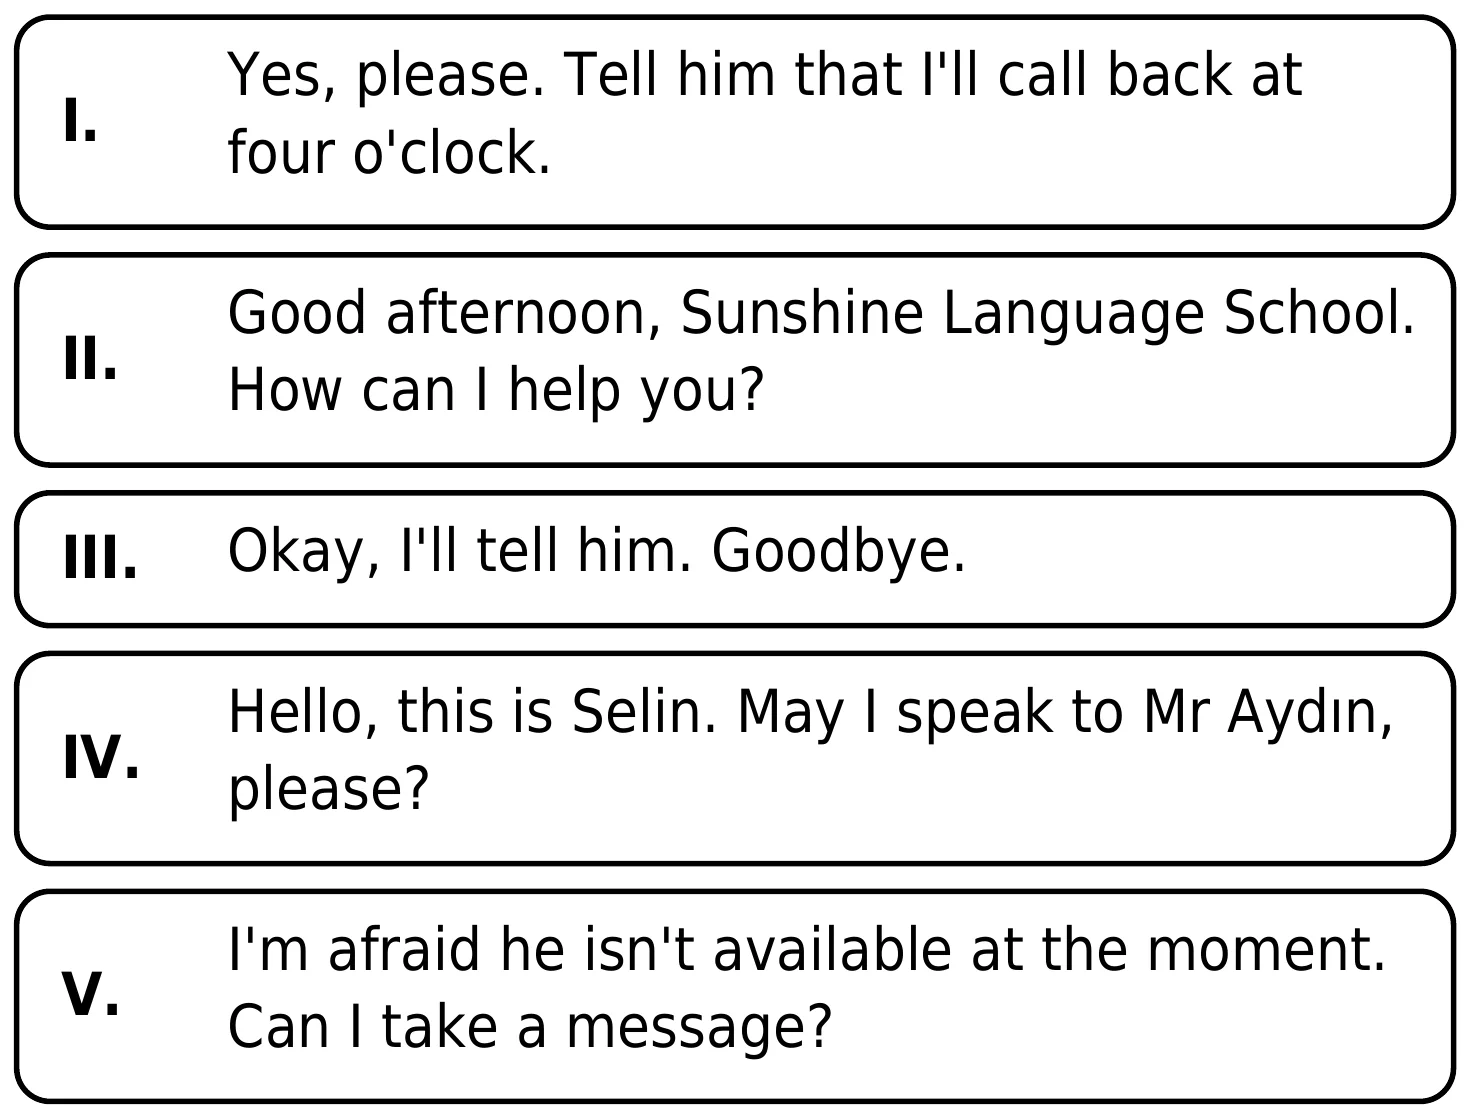 I. Yes, please. Tell him that I'll call back at
four o'clock.
II. Good afternoon, Sunshine Language School.
How can I help you?
III. Okay, I'll tell him. Goodbye.
IV. Hello, this is Selin. May I speak to Mr Aydın,
please?
V. I'm afraid he isn't available at the moment.
Can I take a message?